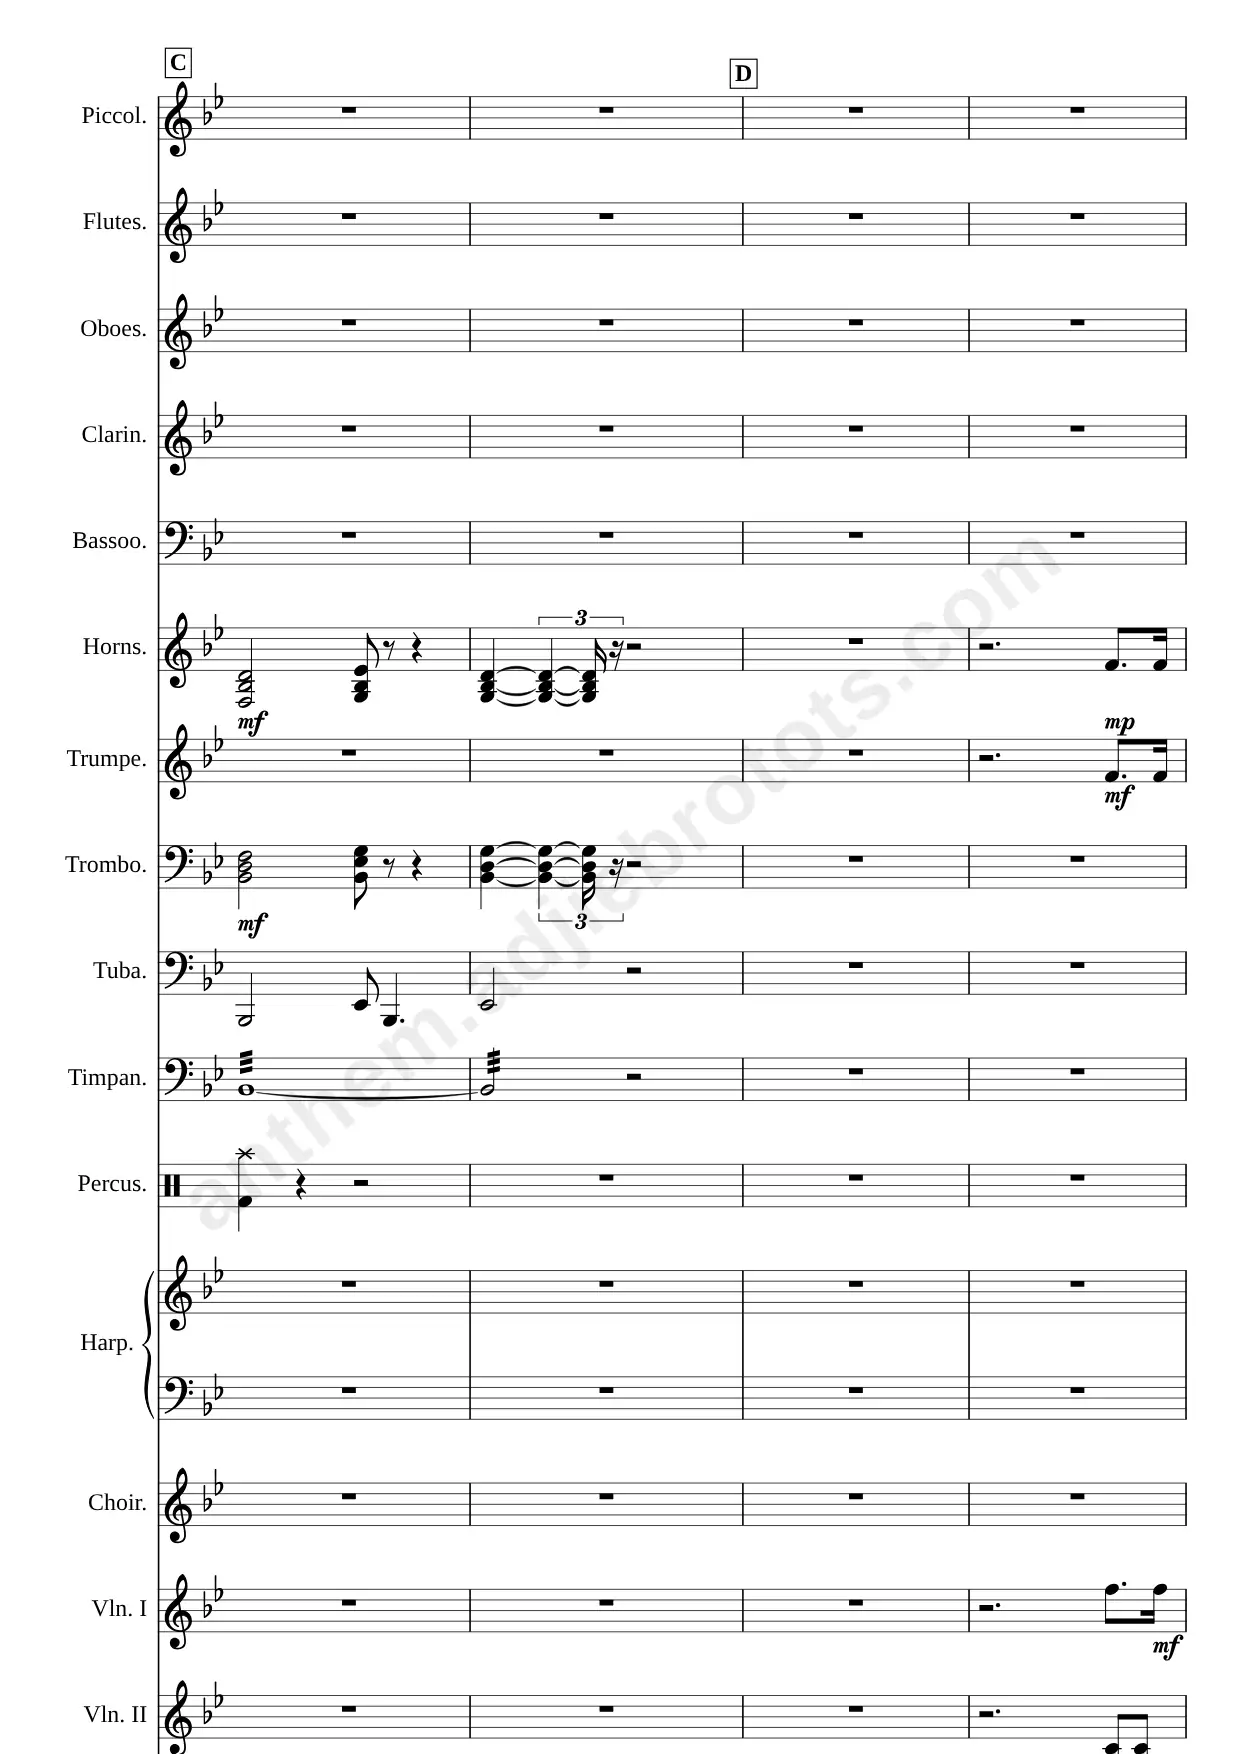 C
D
Piccol.
Flutes.
Oboes.
Clarin.
Bassoo.
Horns.
3
mf
mp
Trumpe.
mf
Trombo.
mf
3
Tuba.
Timpan.
Percus.
Harp.
Choir.
Vln. I
mf
Vln. II
anthem.adjiebrotots.com